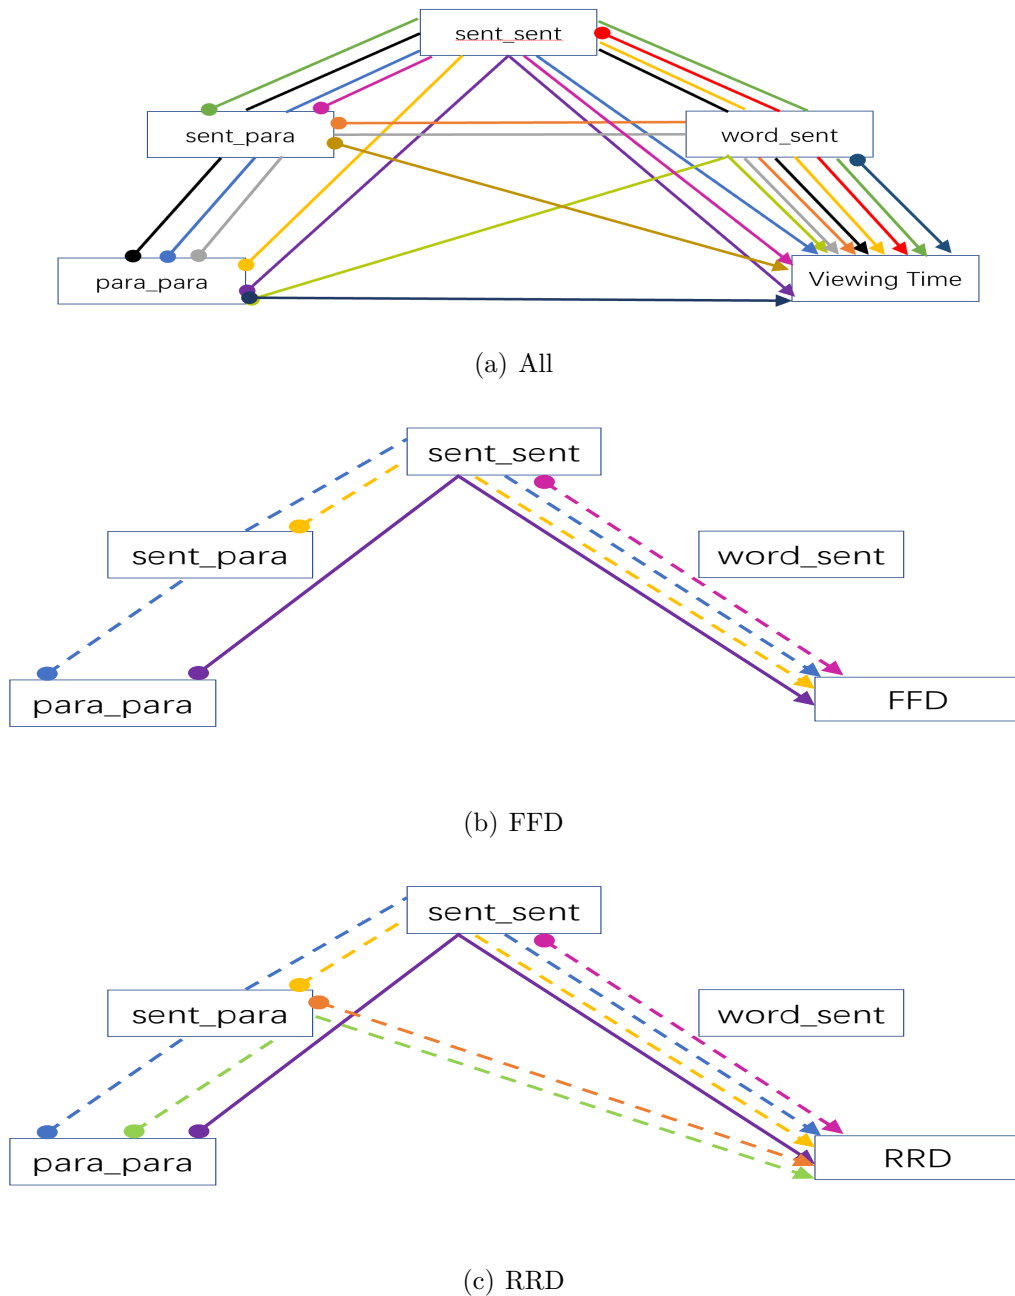 sent_sent
sent_para
word_sent
para_para
Viewing Time
(a) All
sent_sent
sent_para
word_sent
para_para
FFD
(b) FFD
sent_sent
sent_para
word_sent
para_para
RRD
(c) RRD